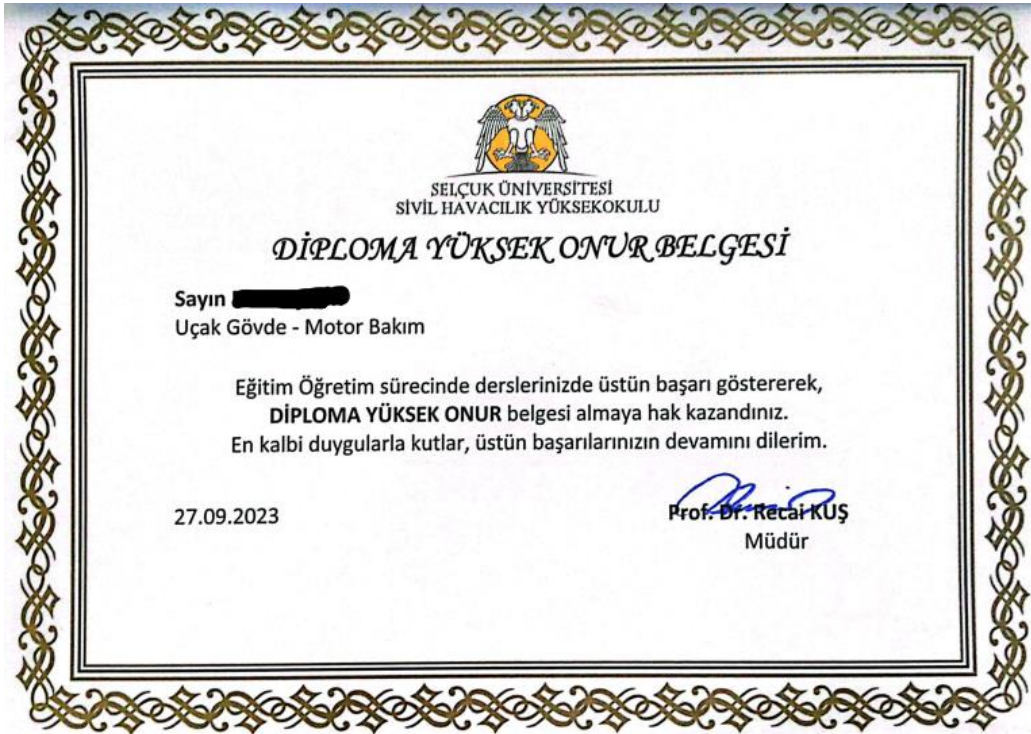 SELÇUK ÜNİVERSİTESİ
SİVİL HAVACILIK YÜKSEKOKULU
DİPLOMA YÜKSEK ONUR BELGESİ
Sayın
Uçak Gövde - Motor Bakım
Eğitim Öğretim sürecinde derslerinizde üstün başarı göstererek,
DİPLOMA YÜKSEK ONUR belgesi almaya hak kazandınız.
En kalbi duygularla kutlar, üstün başarılarınızın devamını dilerim.
27.09.2023
Prof. Dr. Recai KUŞ
Müdür